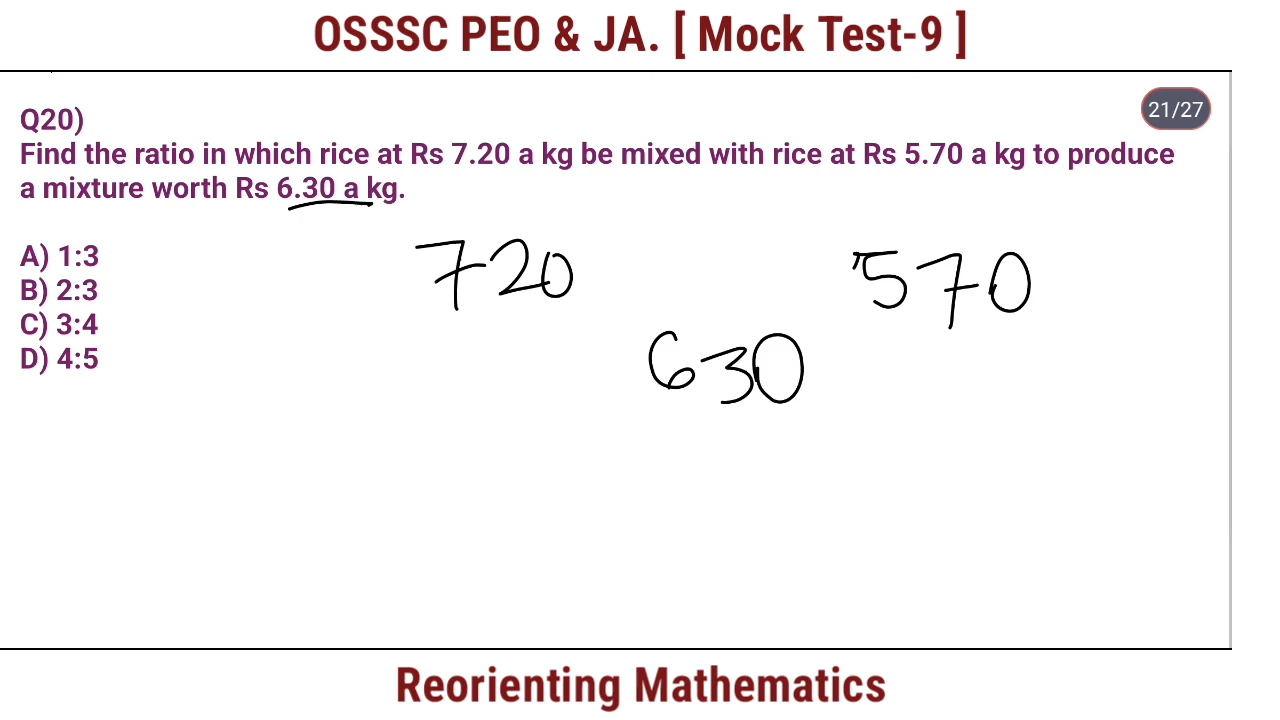 OSSSC PEO & JA. [ Mock Test-9 ]
21/27
Q20)
Find the ratio in which rice at Rs 7.20 a kg be mixed with rice at Rs 5.70 a kg to produce
a mixture worth Rs 6.30 a kg.
A) 1:3
B) 2:3
C) 3:4
D) 4:5
720
570
630
Reorienting Mathematics